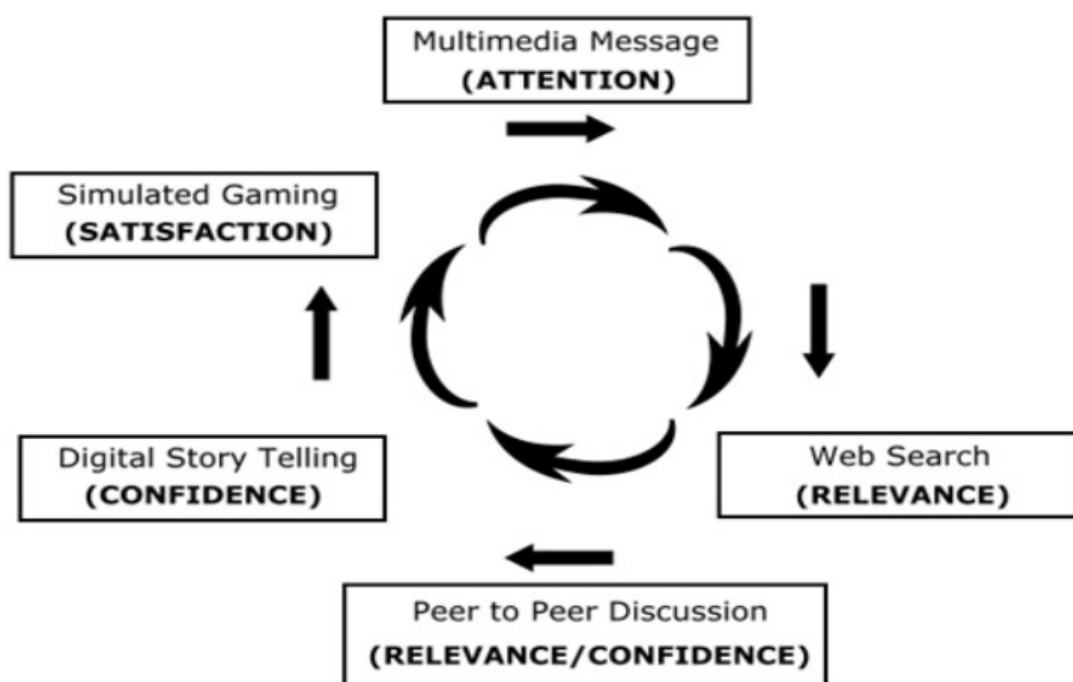 Multimedia Message
(ATTENTION)
Simulated Gaming
(SATISFACTION)
Digital Story Telling
(CONFIDENCE)
Web Search
(RELEVANCE)
Peer to Peer Discussion
(RELEVANCE/CONFIDENCE)